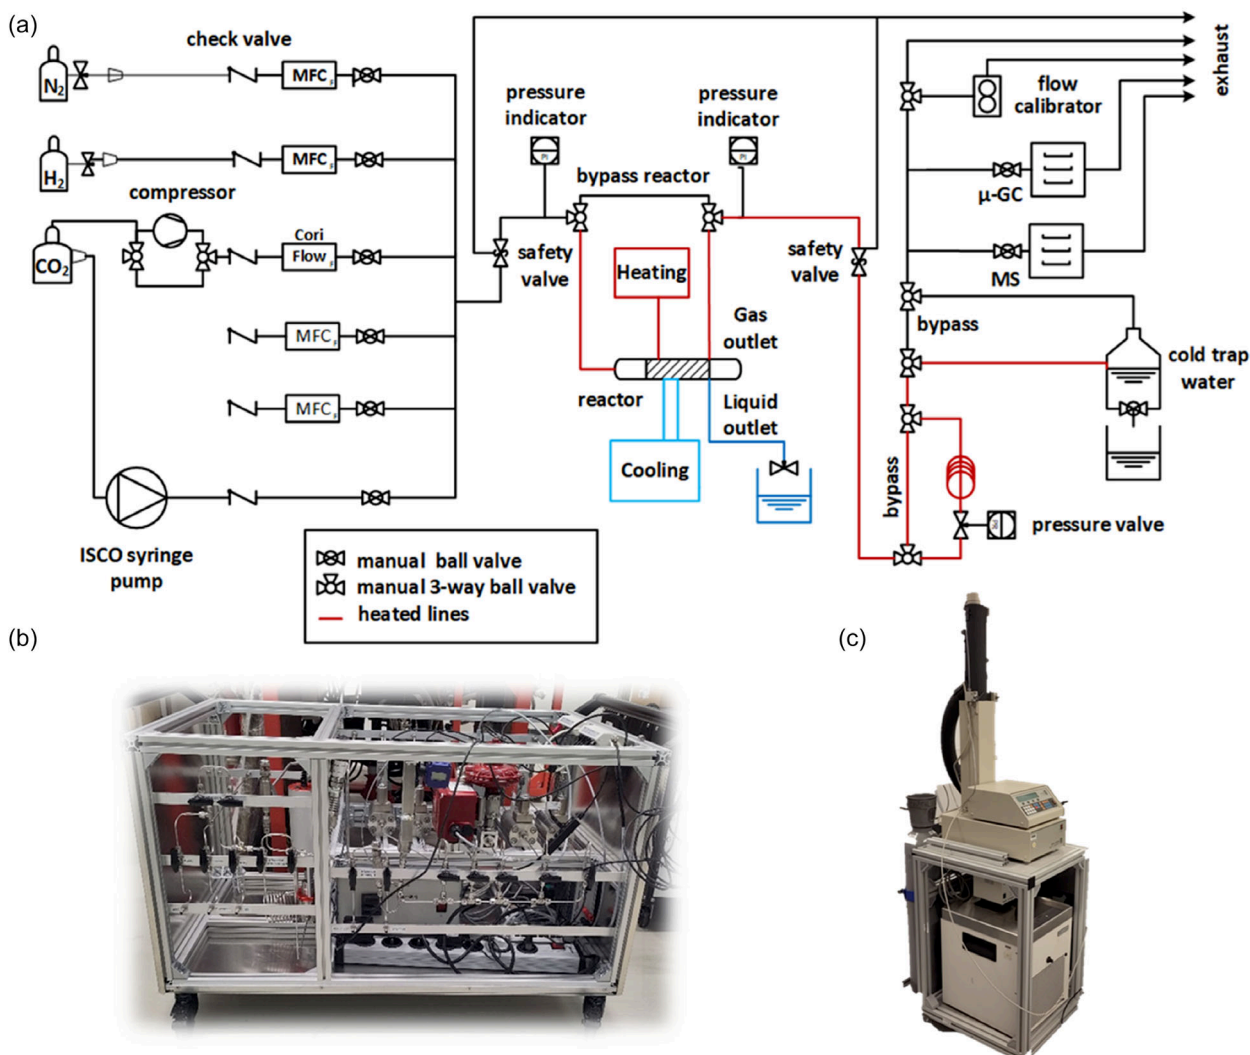 (a)
check valve
N2
MFC
H2
MFC
compressor
CO2
Cori
Flow
MFC
MFC
ISCO syringe
pump
pressure
indicator
PI
pressure
indicator
PI
bypass reactor
safety
valve
Heating
reactor
Gas
outlet
Liquid
outlet
Cooling
safety
valve
exhaust
flow
calibrator
μ-GC
MS
bypass
cold trap
water
bypass
pressure valve
manual ball valve
manual 3-way ball valve
heated lines
(b)
(c)